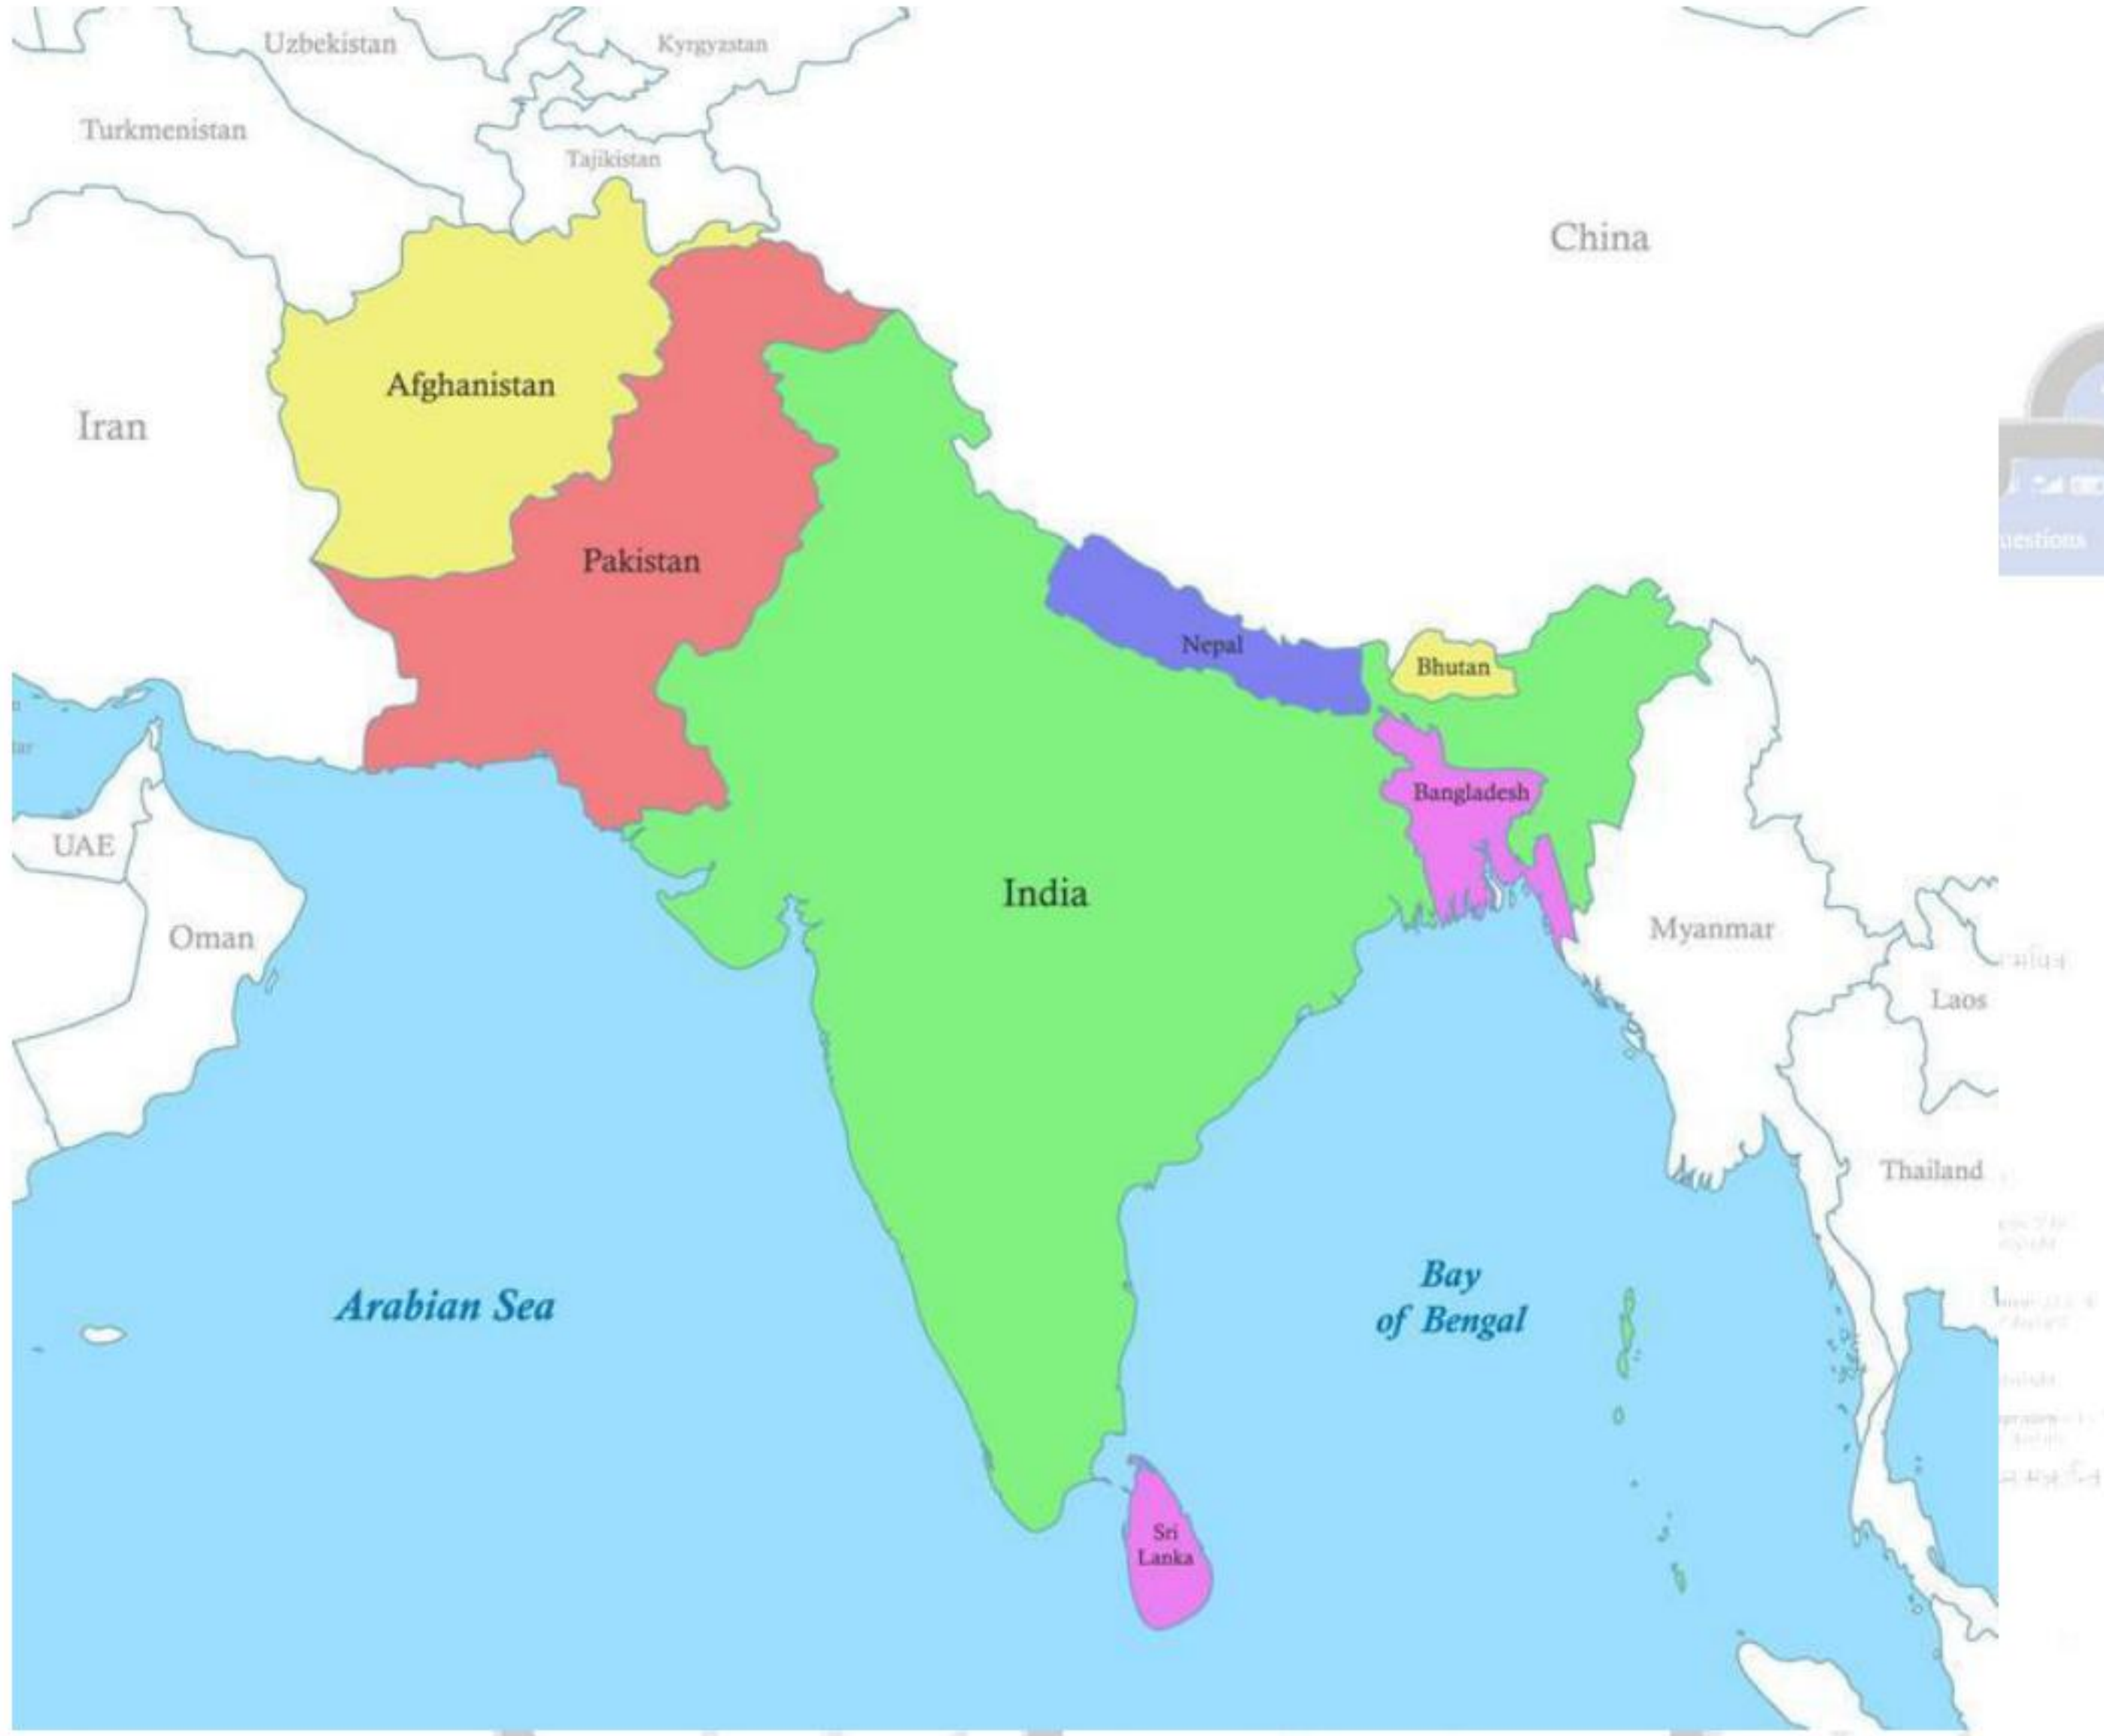 Uzbekistan
Kyrgyzstan
Turkmenistan
Tajikistan
China
Afghanistan
Iran
Pakistan
uestions
Nepal
Bhutan
Bangladesh
UAE
India
Oman
Myanmar
Laos
Thailand
Arabian Sea
Bay
of Bengal
Sri
Lanka